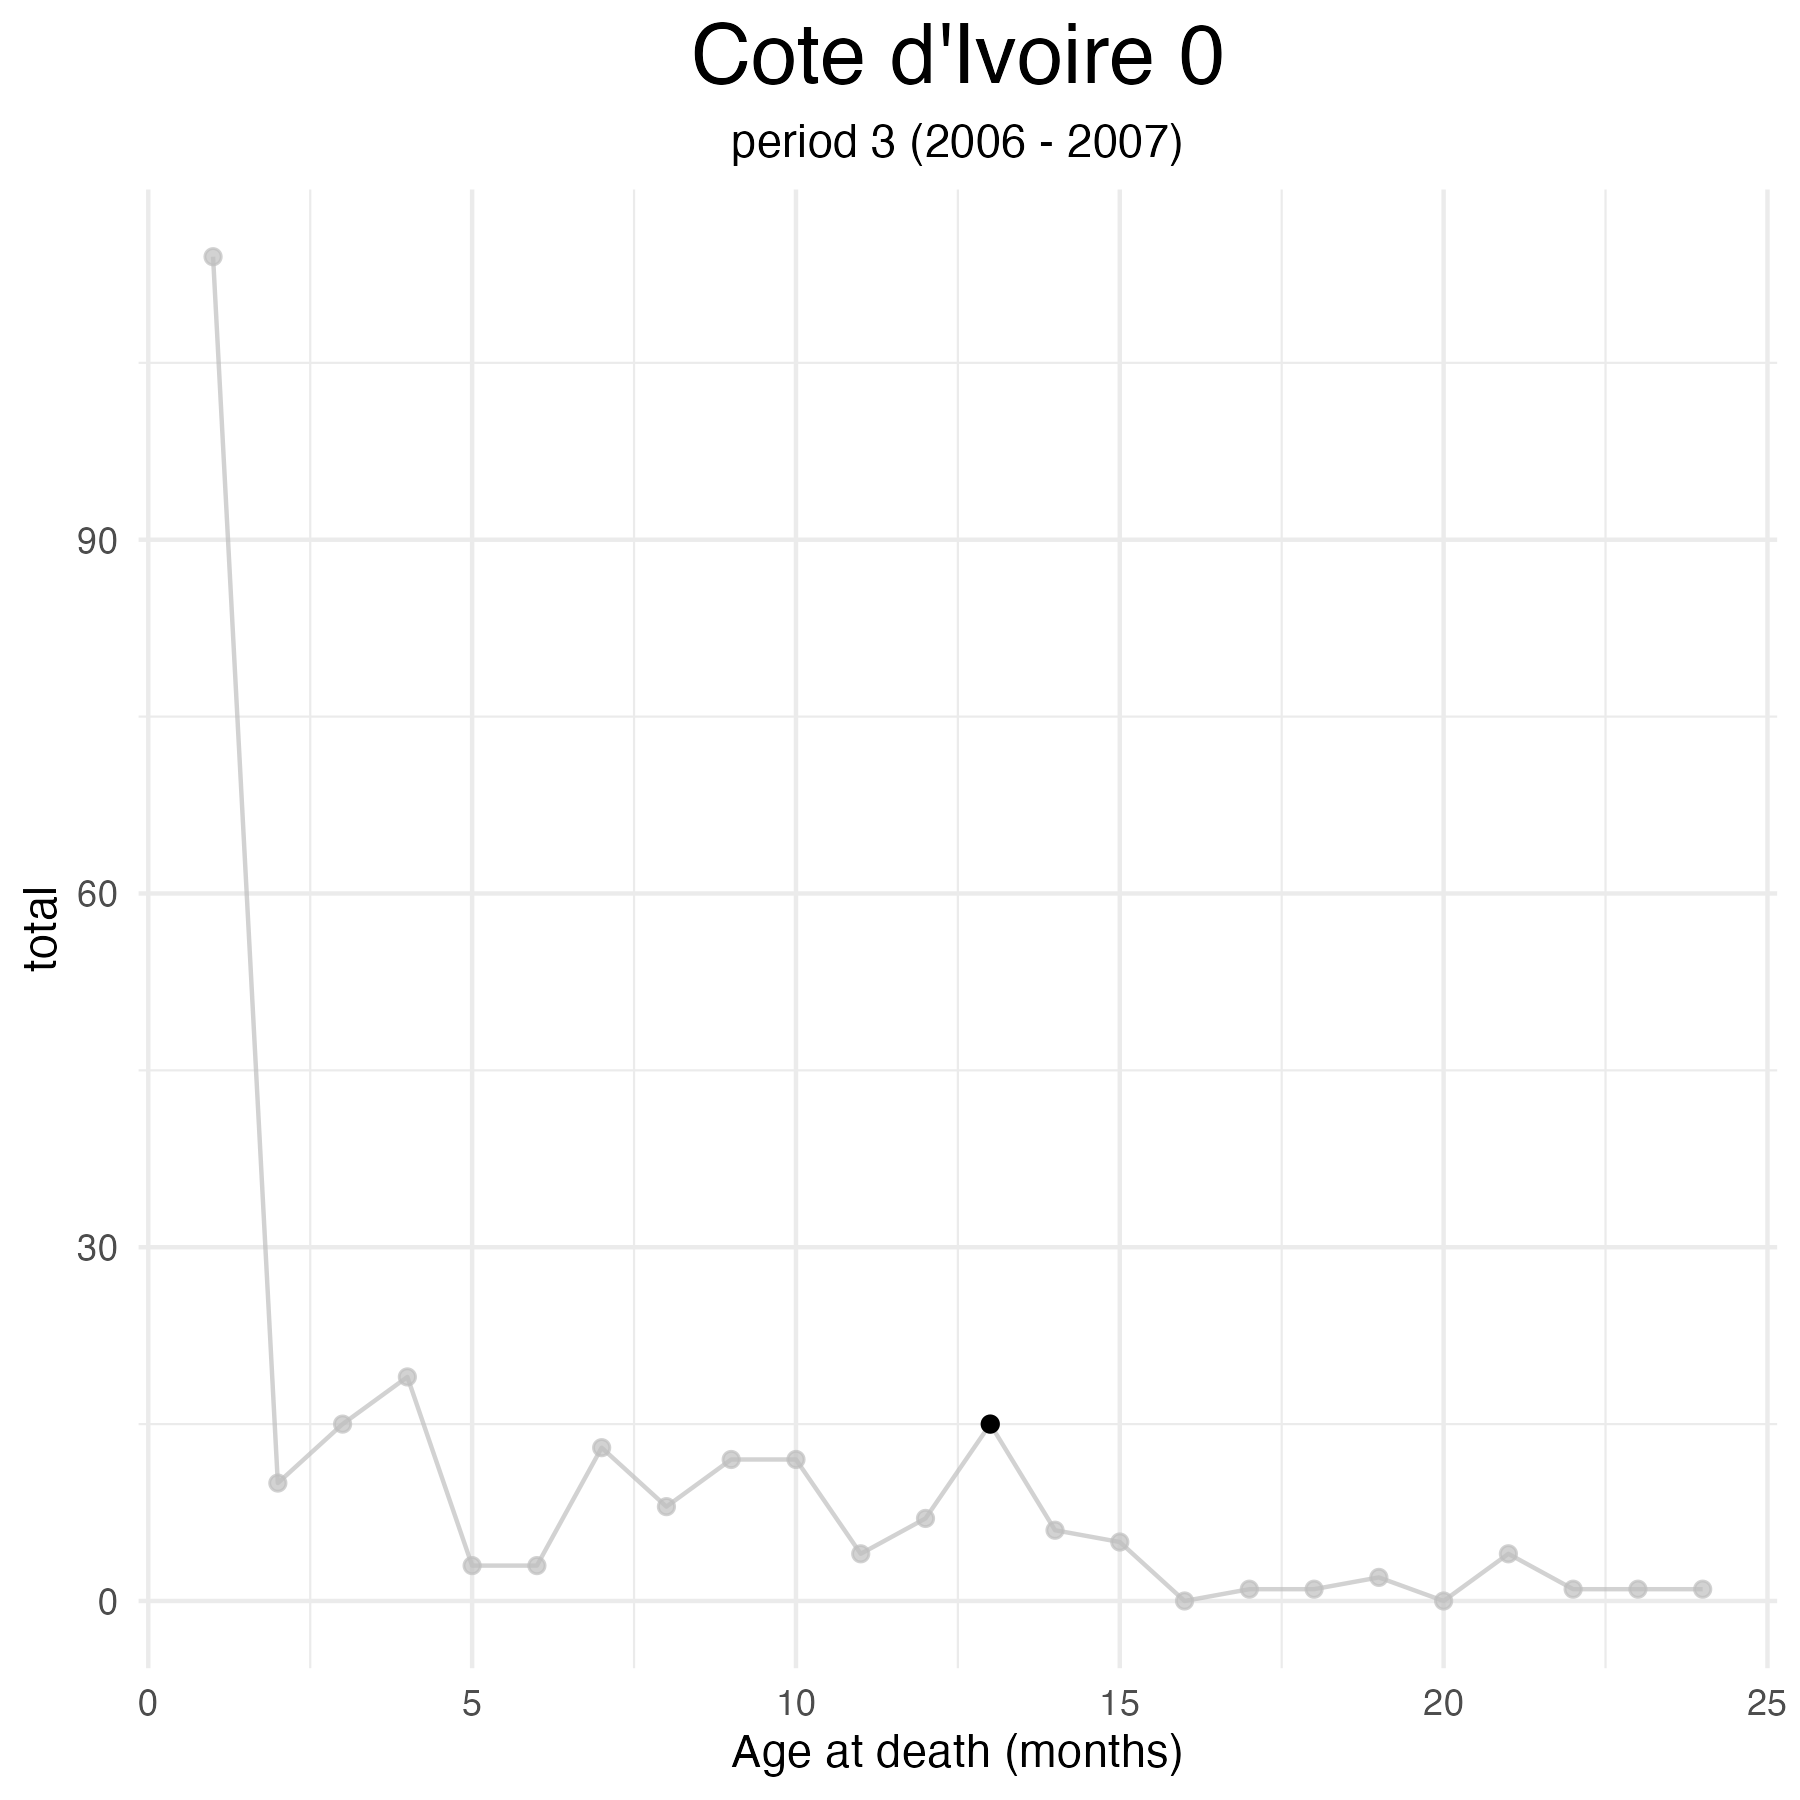 Cote d'Ivoire 0
period 3 (2006 - 2007)
total
90
60
30
0
0 5 10 15 20 25
Age at death (months)